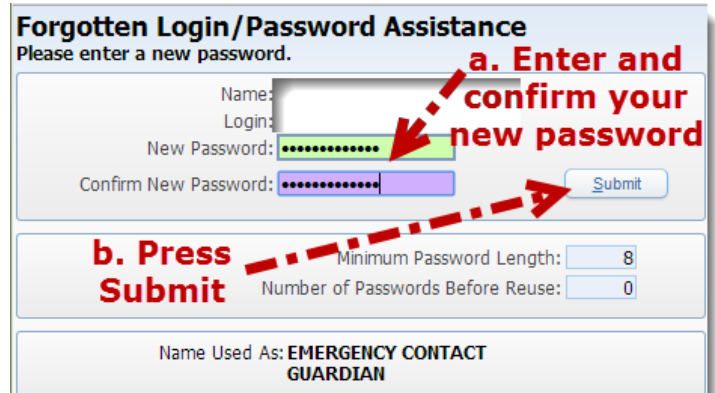 Forgotten Login/Password Assistance
Please enter a new password.
a. Enter and
confirm your
new password
Name:
Login:
New Password: •••••••••••••
Confirm New Password: •••••••••••••
Submit
b. Press
Submit
Minimum Password Length: 8
Number of Passwords Before Reuse: 0
Name Used As: EMERGENCY CONTACT
GUARDIAN